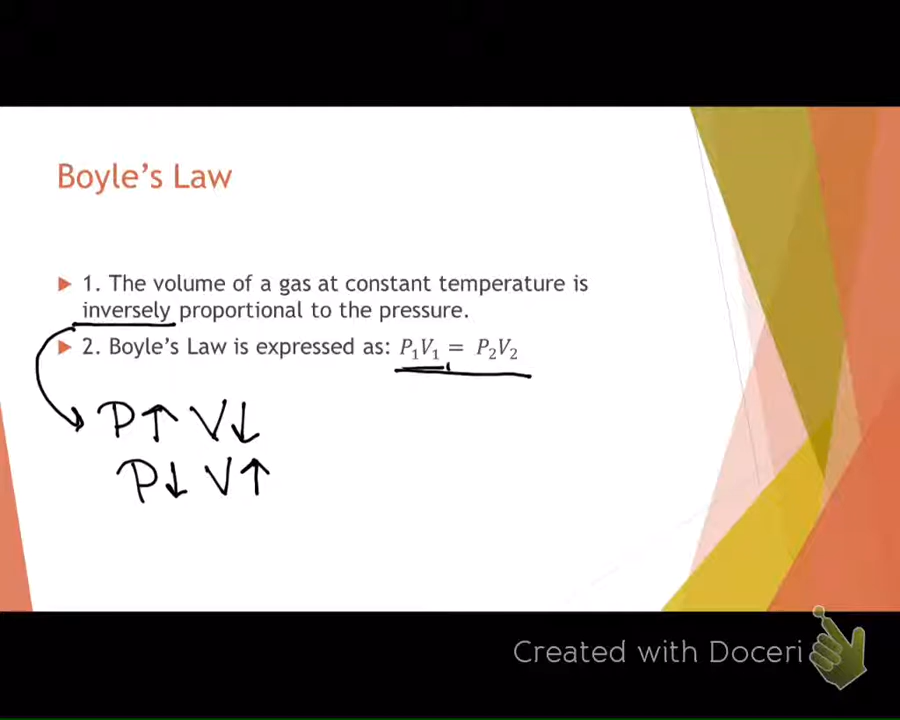 Boyle's Law
1. The volume of a gas at constant temperature is
inversely proportional to the pressure.
2. Boyle's Law is expressed as: P₁V₁ = P₂V₂
P↑ V↓
P↓ V↑
Created with Doceri